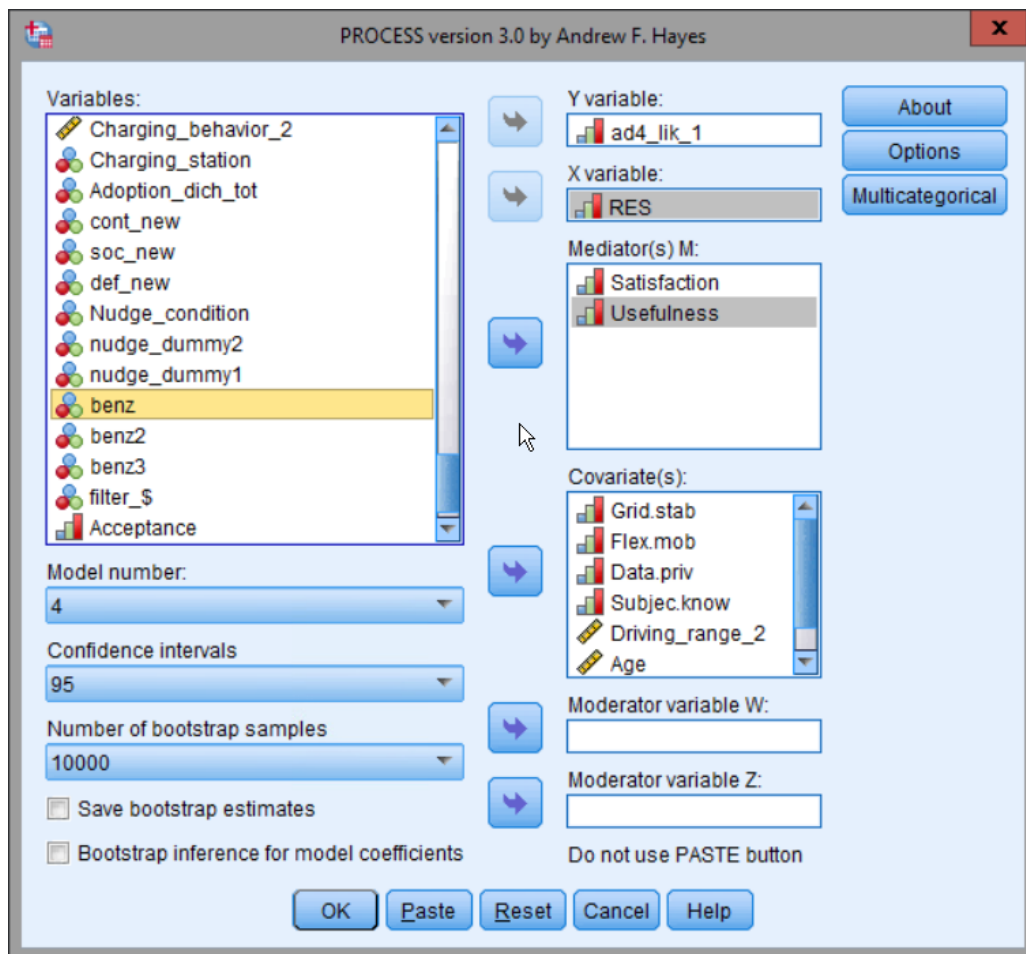 PROCESS version 3.0 by Andrew F. Hayes
x
Variables:
Charging_behavior_2
Charging_station
Adoption_dich_tot
cont_new
soc_new
def_new
Nudge_condition
nudge_dummy2
nudge_dummy1
benz
benz2
benz3
filter_$
Acceptance
Model number:
4
Confidence intervals
95
Number of bootstrap samples
10000
Save bootstrap estimates
Bootstrap inference for model coefficients
Y variable:
ad4_lik_1
X variable:
RES
Mediator(s) M:
Satisfaction
Usefulness
Covariate(s):
Grid.stab
Flex.mob
Data.priv
Subjec.know
Driving_range_2
Age
Moderator variable W:
Moderator variable Z:
Do not use PASTE button
About
Options
Multicategorical
OK
Paste
Reset
Cancel
Help